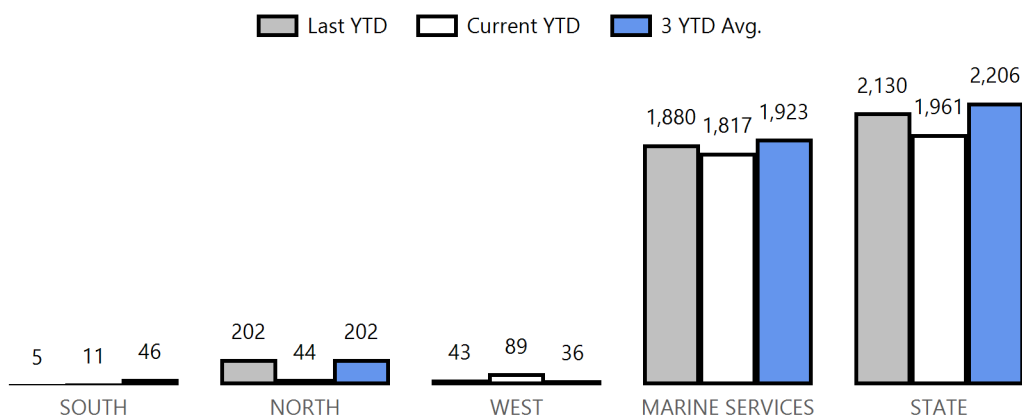 Last YTD Current YTD 3 YTD Avg.
2,130 1,961 2,206
1,880 1,817 1,923
202 44 202
5 11 46 43 89 36
SOUTH NORTH WEST MARINE SERVICES STATE